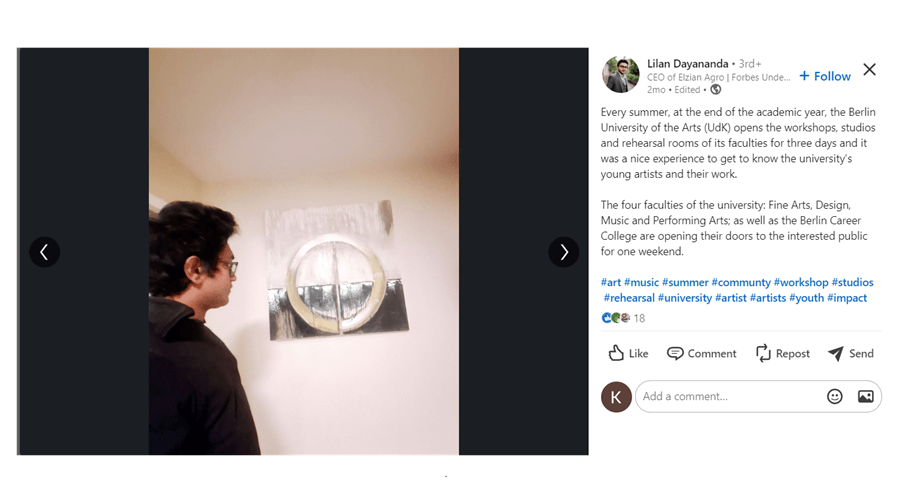 Lilan Dayananda • 3rd+
CEO of Elzian Agro | Forbes Unde...
+ Follow
2mo • Edited •
Every summer, at the end of the academic year, the Berlin
University of the Arts (UdK) opens the workshops, studios
and rehearsal rooms of its faculties for three days and it
was a nice experience to get to know the university's
young artists and their work.
The four faculties of the university: Fine Arts, Design,
Music and Performing Arts; as well as the Berlin Career
College are opening their doors to the interested public
for one weekend.
#art #music #summer #communty #workshop #studios
#rehearsal #university #artist #artists #youth #impact
18
Like Comment Repost Send
K
Add a comment...